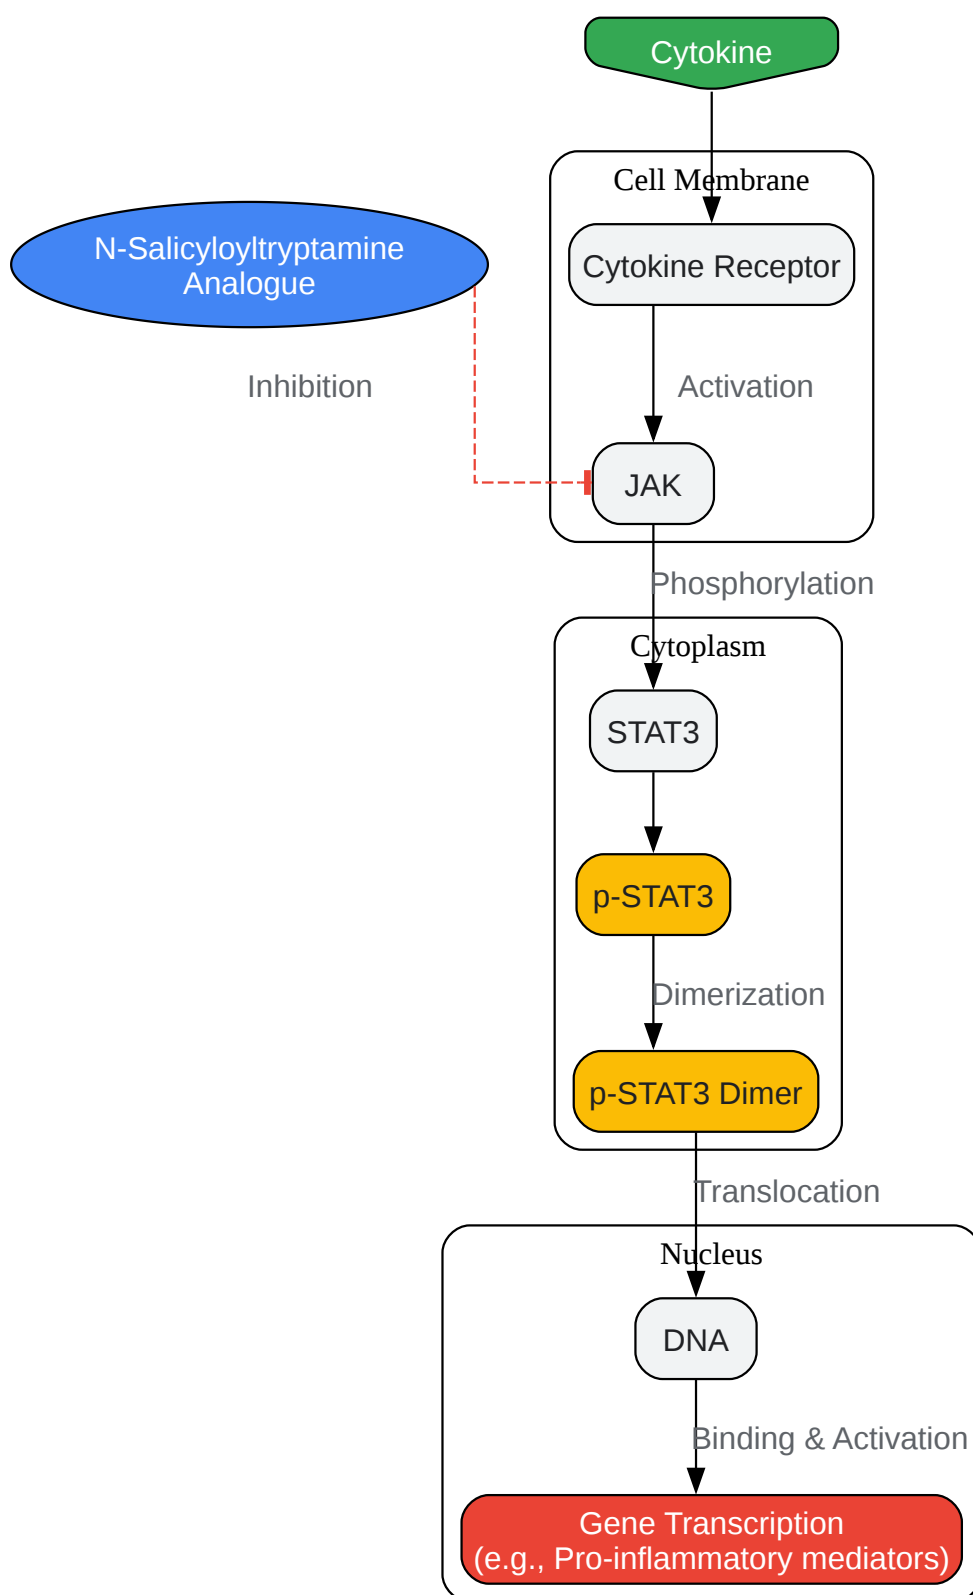 Cytokine
Cell Membrane
N-Salicyloyltryptamine
Analogue
Cytokine Receptor
Inhibition
Activation
JAK
Phosphorylation
Cytoplasm
STAT3
p-STAT3
Dimerization
p-STAT3 Dimer
Translocation
Nucleus
DNA
Binding & Activation
Gene Transcription
(e.g., Pro-inflammatory mediators)